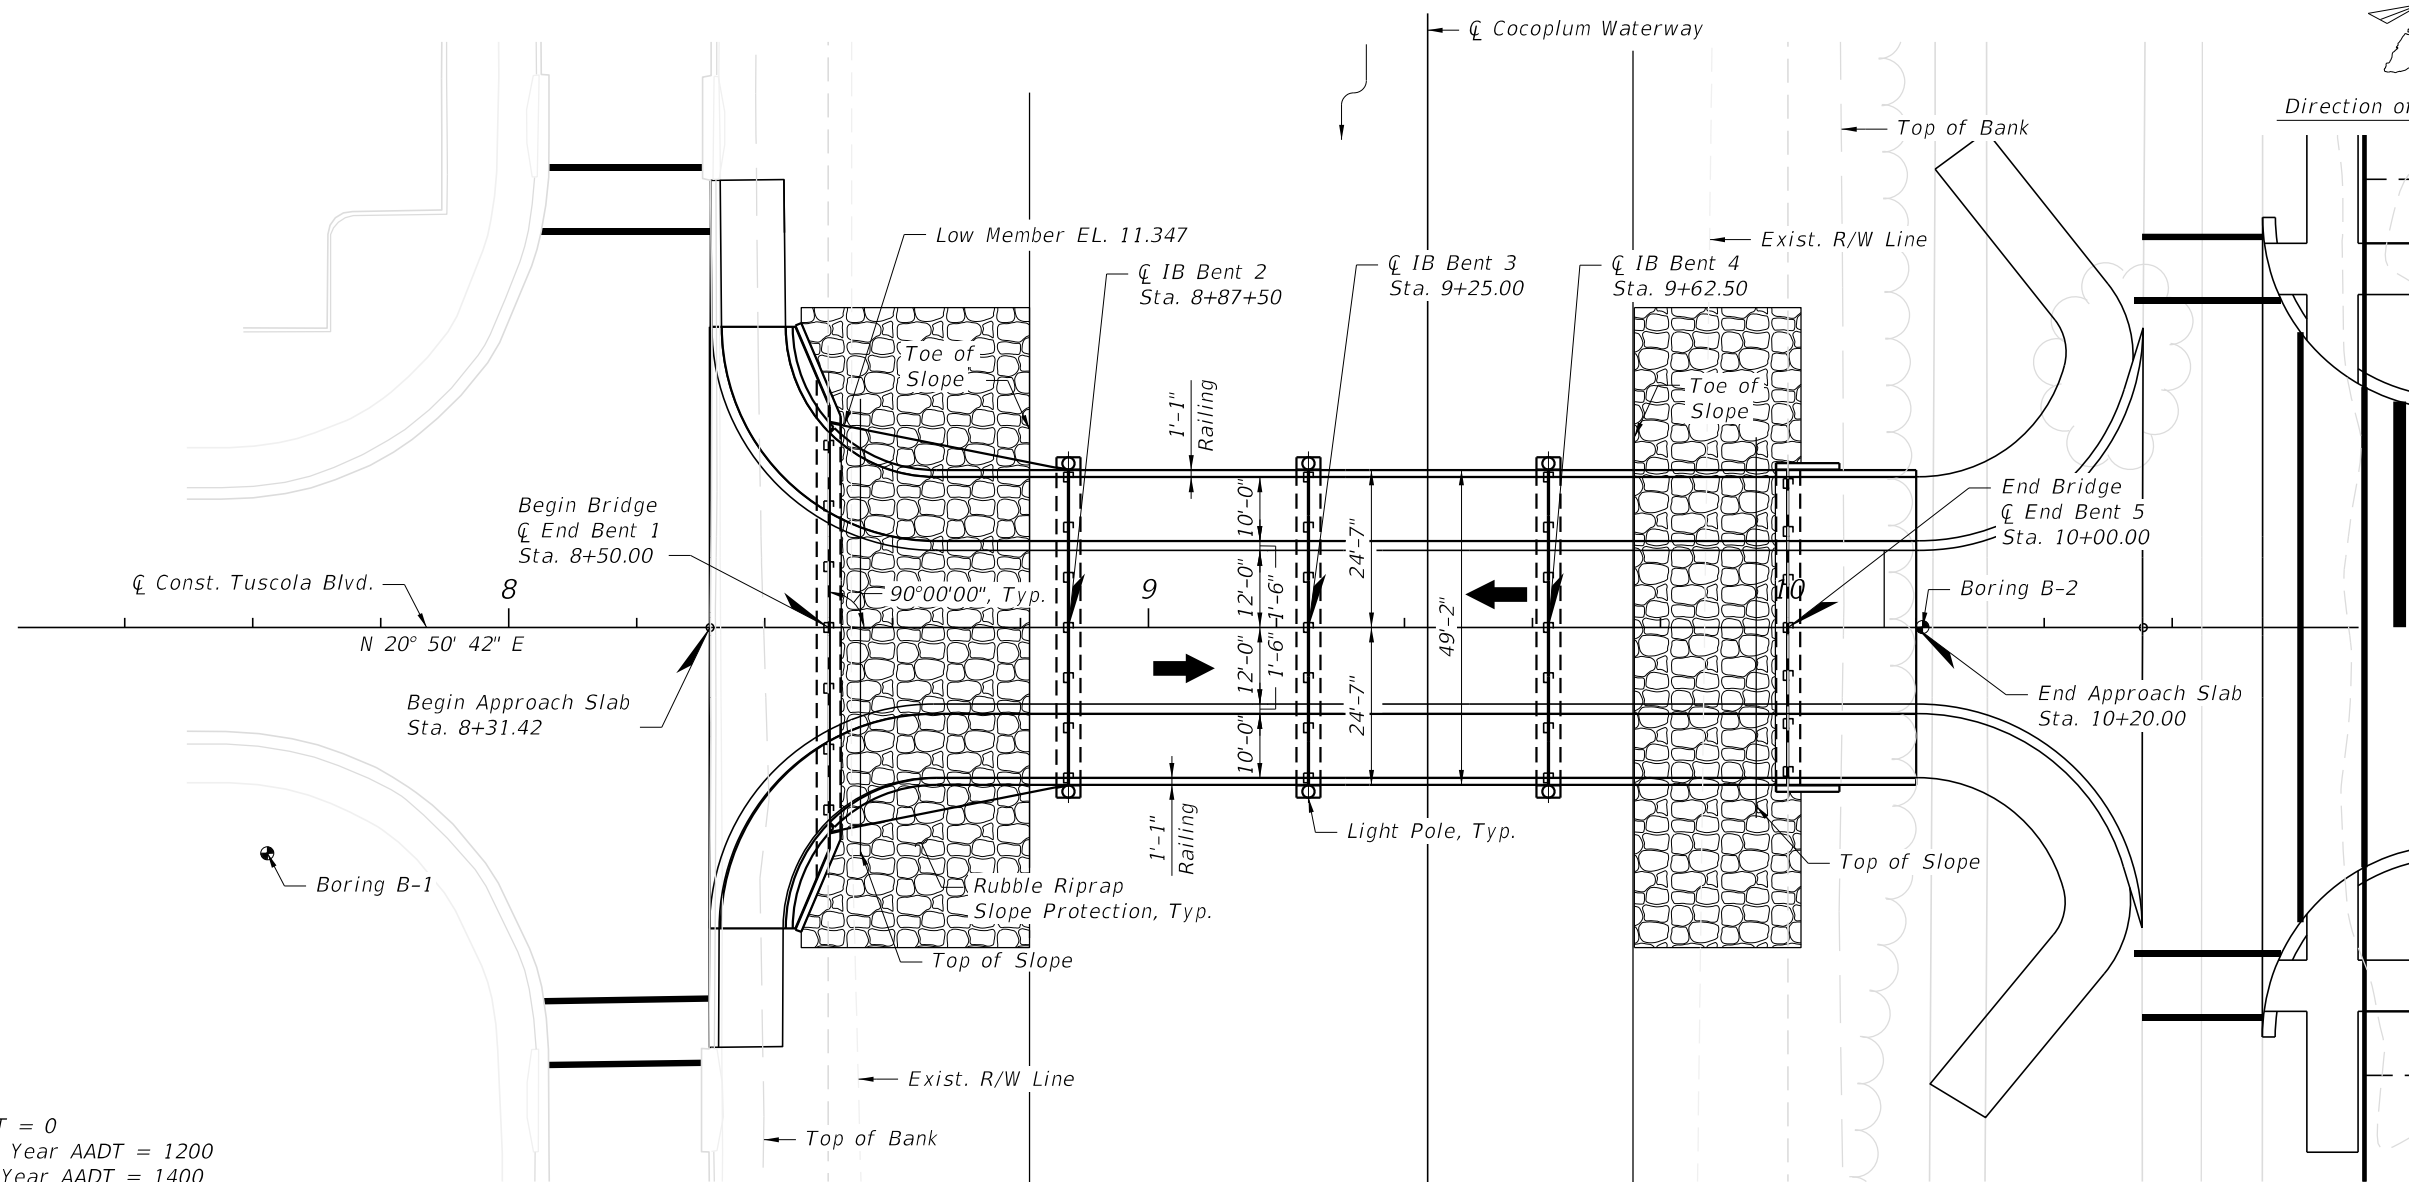 ℄ Cocoplum Waterway
Direction of
Top of Bank
Low Member EL. 11.347
Exist. R/W Line
℄ IB Bent 2
Sta. 8+87+50
℄ IB Bent 3
Sta. 9+25.00
℄ IB Bent 4
Sta. 9+62.50
Toe of
Slope
Toe of
Slope
1'-1"
Railing
Begin Bridge
℄ End Bent 1
Sta. 8+50.00
End Bridge
℄ End Bent 5
Sta. 10+00.00
10'-0"
12'-0"
1'-6"
24'-7"
49'-2"
12'-0"
1'-6"
10'-0"
24'-7"
℄ Const. Tuscola Blvd.
8
90°00'00", Typ.
9
10
Boring B-2
N 20° 50' 42" E
Begin Approach Slab
Sta. 8+31.42
End Approach Slab
Sta. 10+20.00
1'-1"
Railing
Light Pole, Typ.
Top of Slope
Boring B-1
Rubble Riprap
Slope Protection, Typ.
Top of Slope
Exist. R/W Line
Top of Bank
T = 0
Year AADT = 1200
Year AADT = 1400